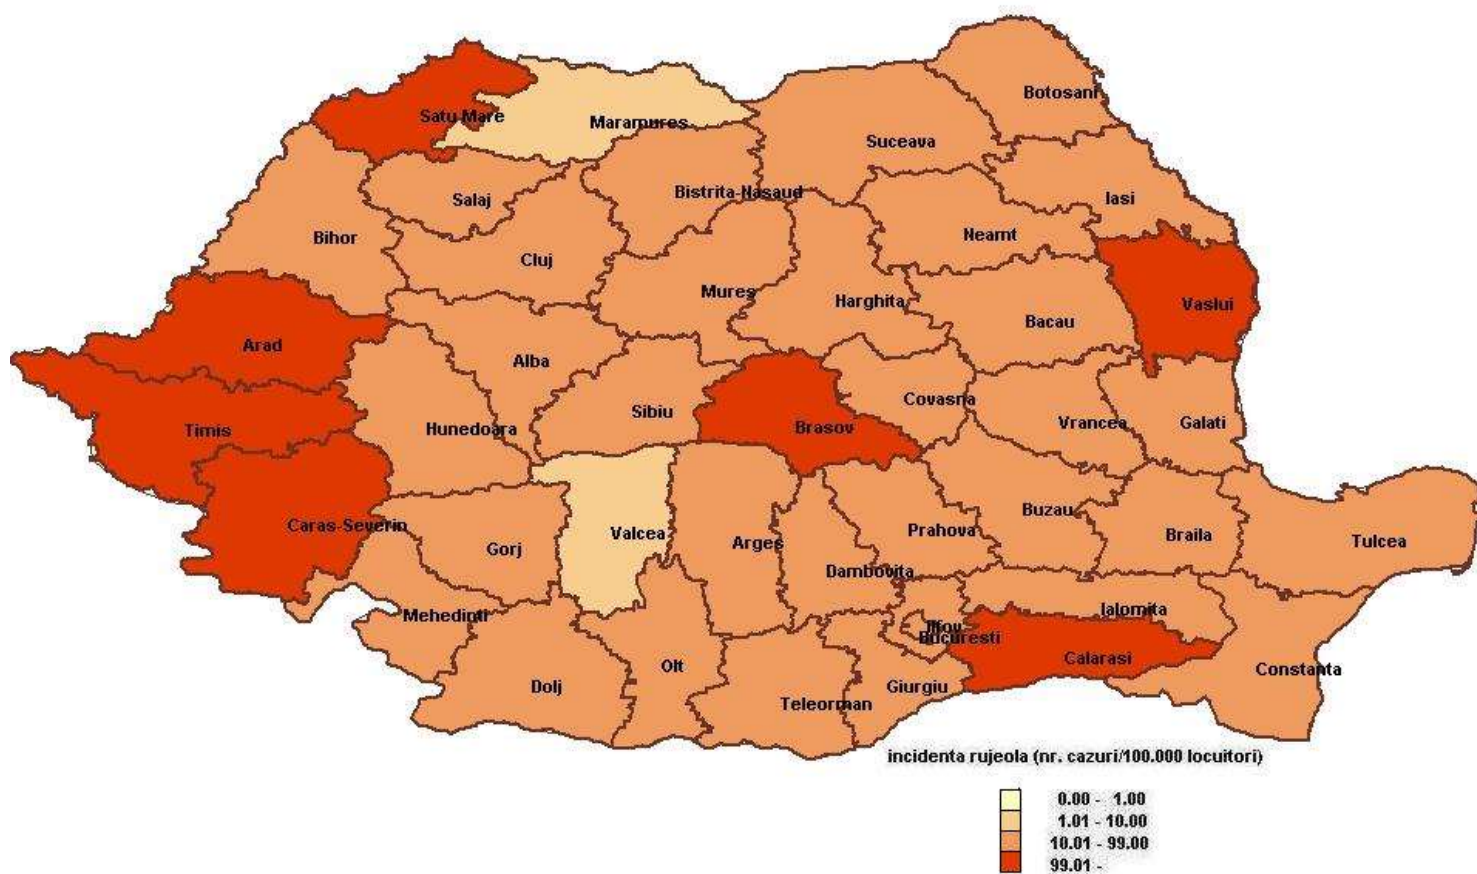 Botosani
Satu Mare
Maramures
Suceava
Bistrita-Nasaud
Salaj
Iasi
Bihor
Neamt
Cluj
Mures
Harghita
Vaslui
Bacau
Arad
Alba
Covasna
Sibiu
Timis
Hunedoara
Brasov
Vrancea
Galati
Caras-Severin
Valcea
Gorj
Arges
Prahova
Buzau
Braila
Tulcea
Dambovita
Mehedinti
Ialomita
Ilfov
Bucuresti
Calarasi
Olt
Constanta
Dolj
Giurgiu
Teleorman
incidenta rujeola (nr. cazuri/100.000 locuitori)
0.00 - 1.00
1.01 - 10.00
10.01 - 99.00
99.01 -